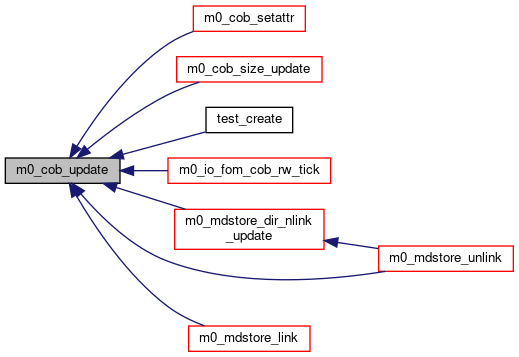 m0_cob_setattr
m0_cob_size_update
test_create
m0_cob_update
m0_io_fom_cob_rw_tick
m0_mdstore_dir_nlink
_update
m0_mdstore_unlink
m0_mdstore_link